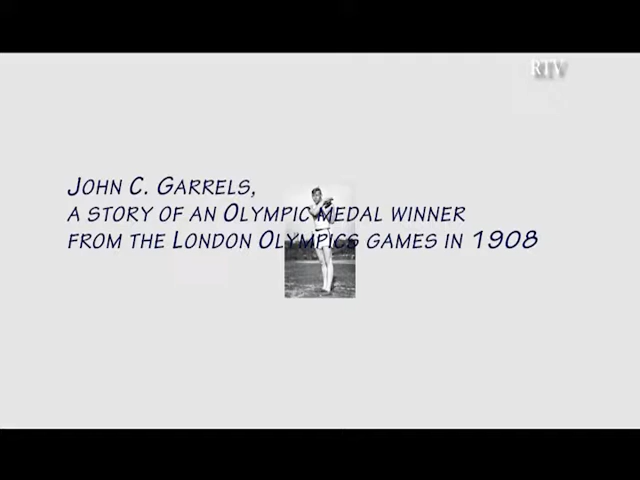 RTV
John C. Garrels,
a story of an Olympic medal winner
from the London Olympics games in 1908